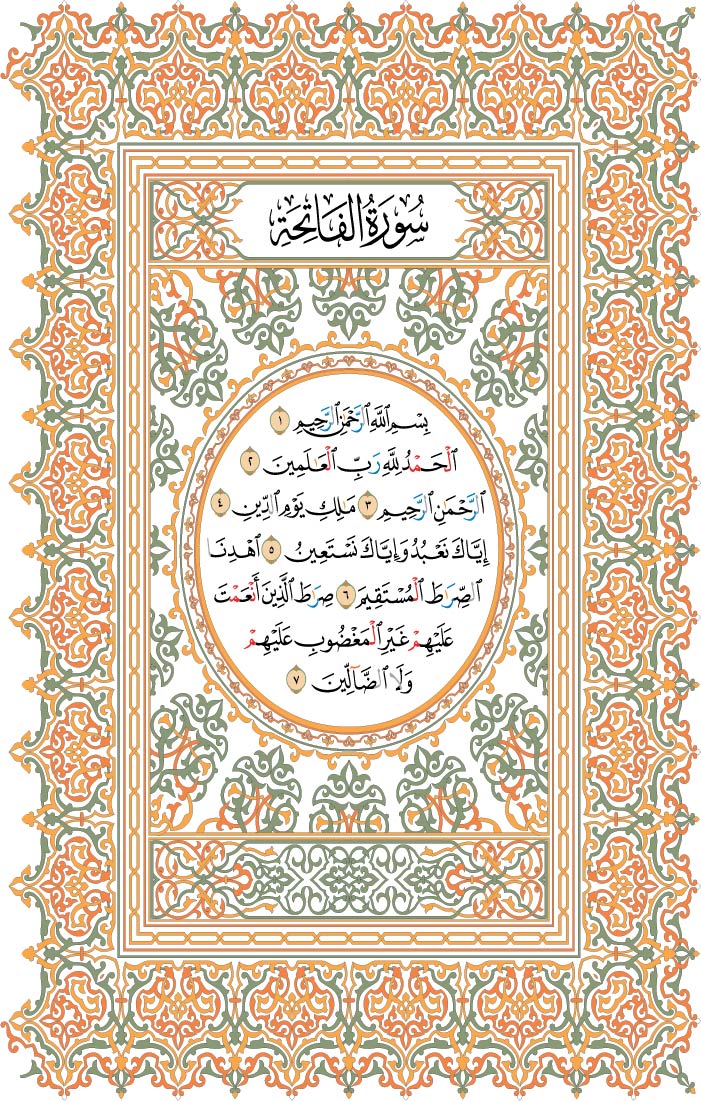 سُورَةُ الفَاتِحَةِ
بِسْمِ ٱللَّهِ ٱلرَّحْمَٰنِ ٱلرَّحِيمِ ١
ٱلْحَمْدُ لِلَّهِ رَبِّ ٱلْعَٰلَمِينَ ٢
ٱلرَّحْمَٰنِ ٱلرَّحِيمِ ٣ مَٰلِكِ يَوْمِ ٱلدِّينِ ٤
إِيَّاكَ نَعْبُدُ وَإِيَّاكَ نَسْتَعِينُ ٥ ٱهْدِنَا
ٱلصِّرَٰطَ ٱلْمُسْتَقِيمَ ٦ صِرَٰطَ ٱلَّذِينَ أَنْعَمْتَ
عَلَيْهِمْ غَيْرِ ٱلْمَغْضُوبِ عَلَيْهِمْ
وَلَا ٱلضَّآلِّينَ ٧